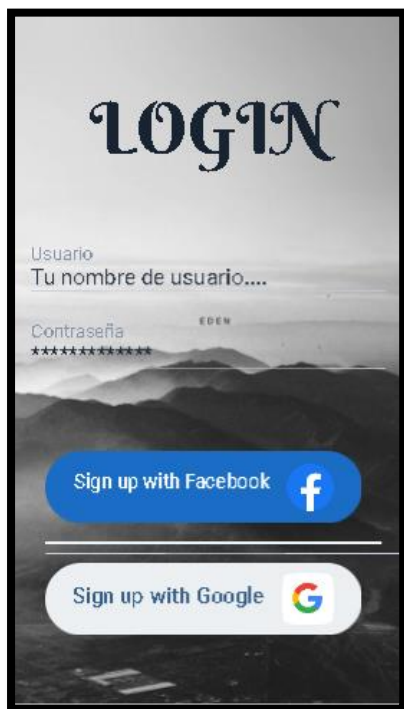 LOGIN
Usuario
Tu nombre de usuario....
EDEN
Contraseña
*************
Sign up with Facebook
Sign up with Google